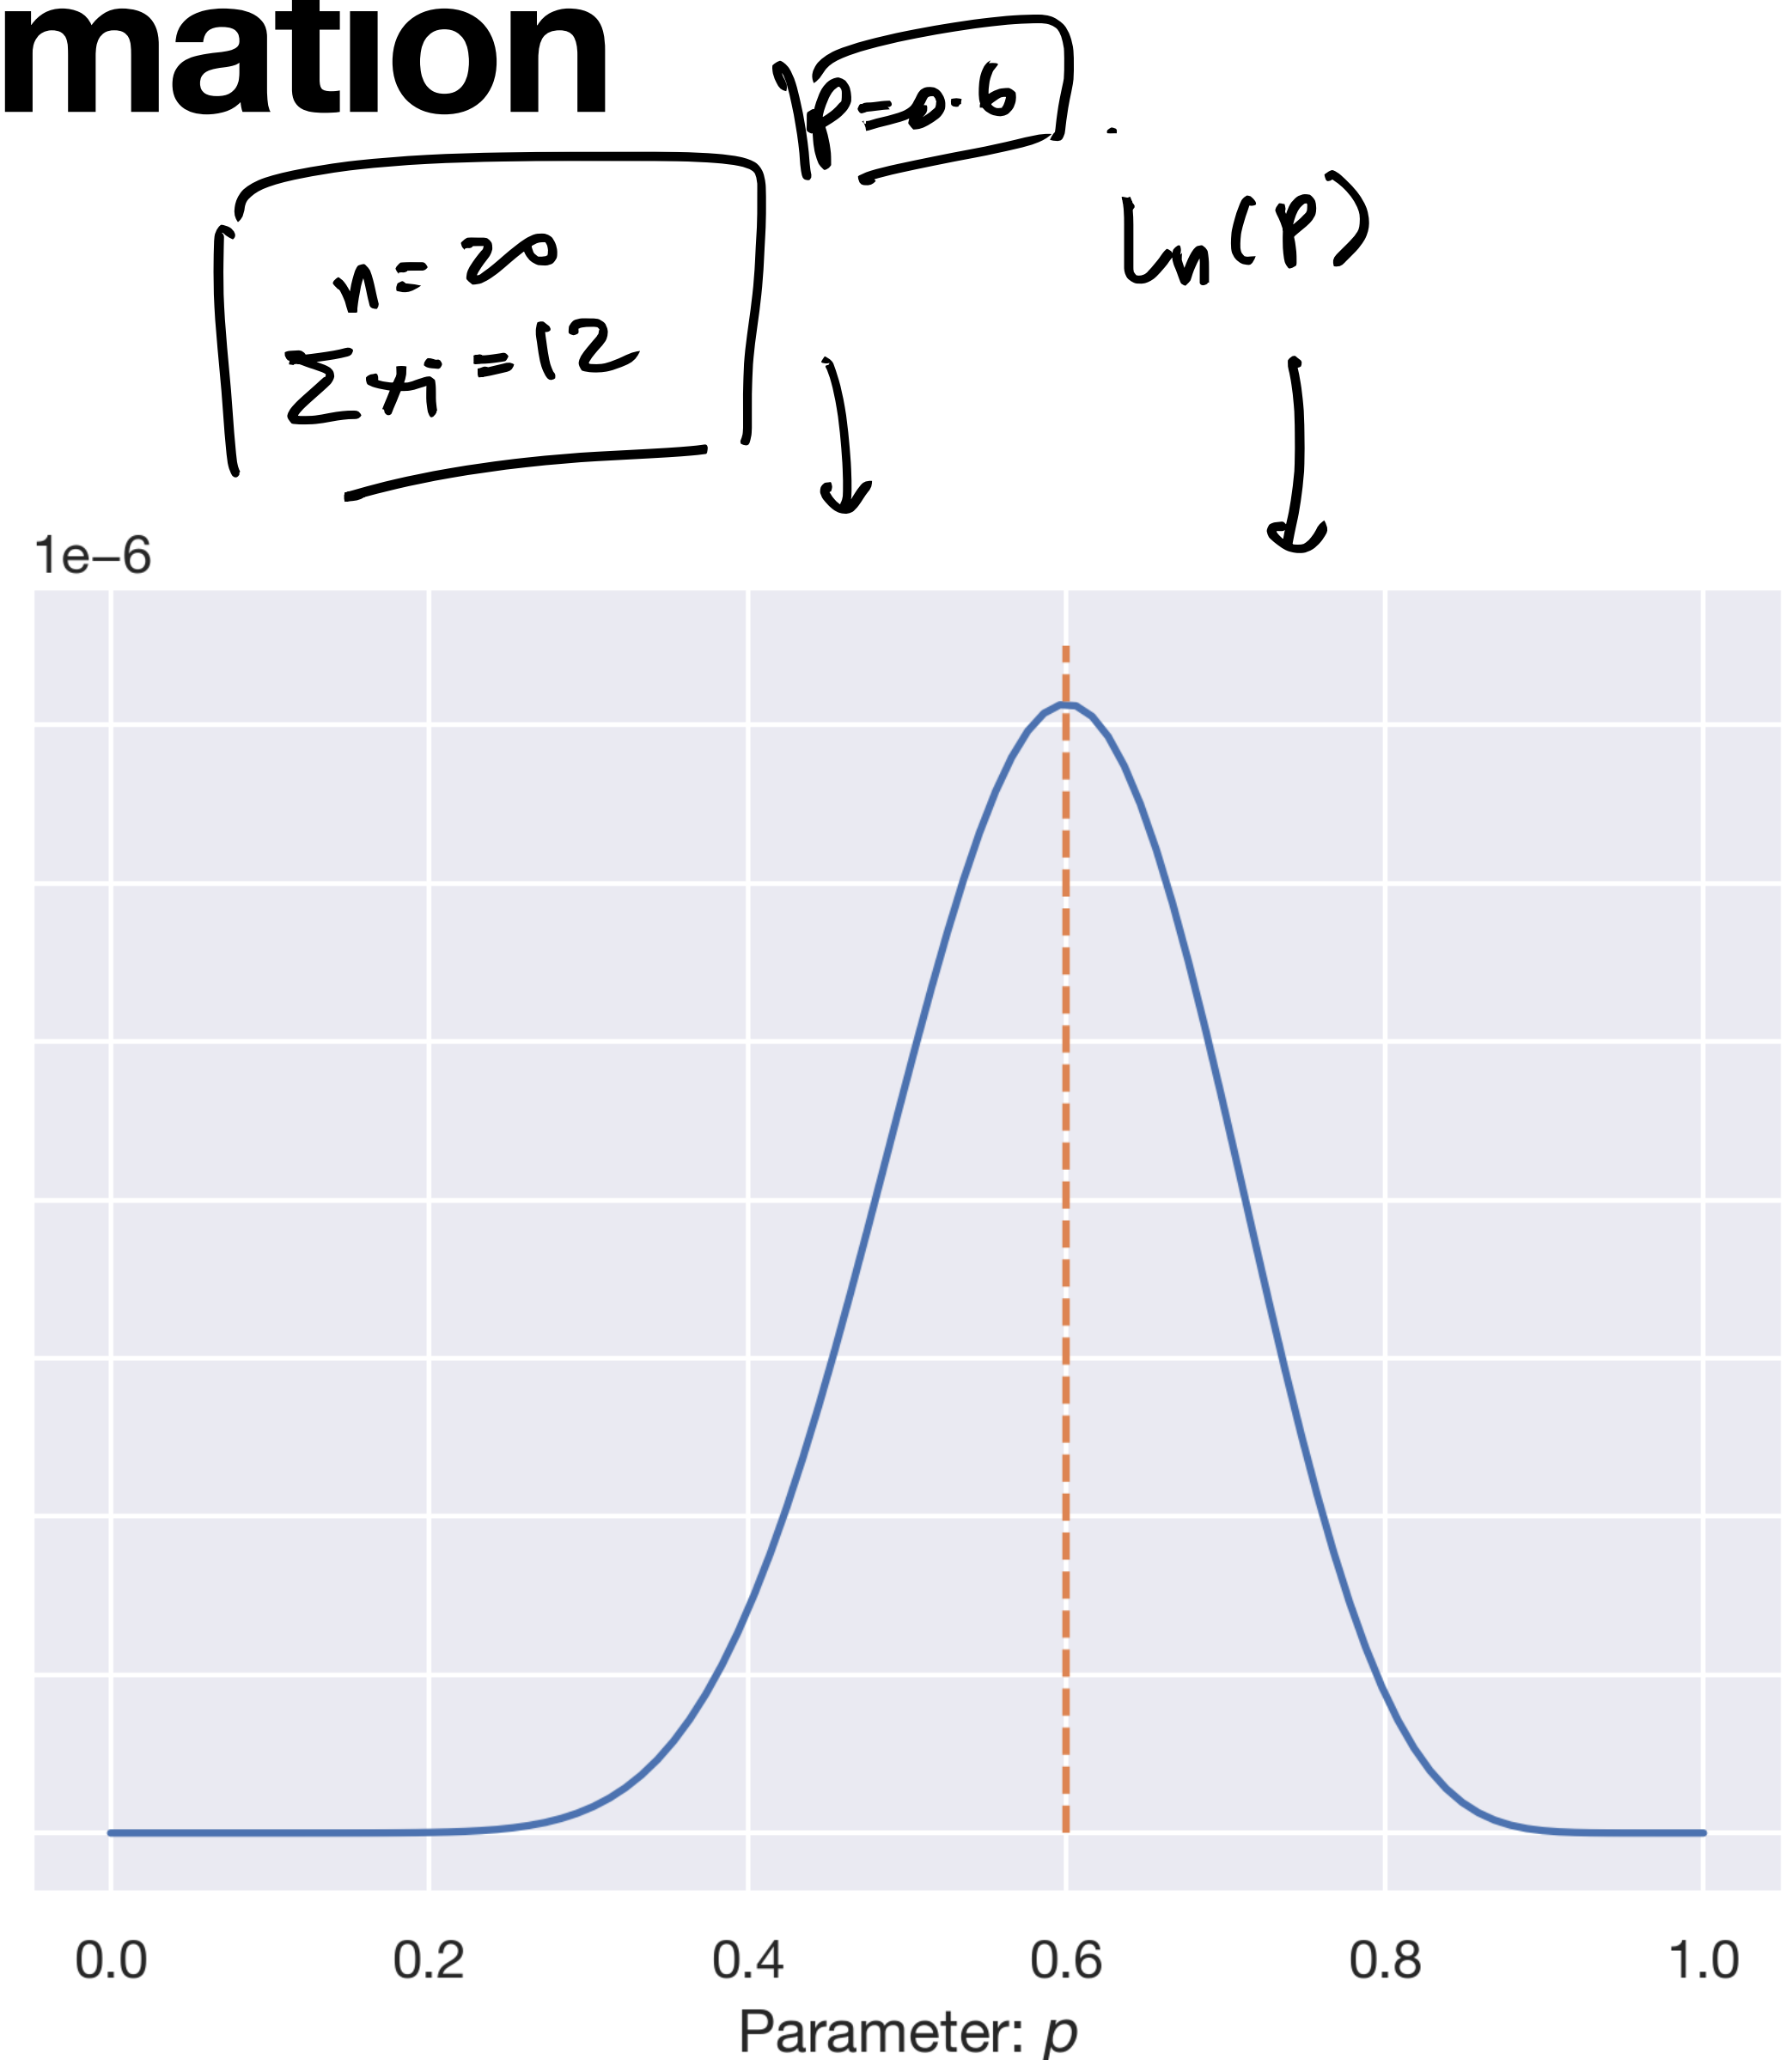 mation
p = 0.6
n = 20
Σxi = 12
ln(p)
1e−6
0.0 0.2 0.4 0.6 0.8 1.0
Parameter: p